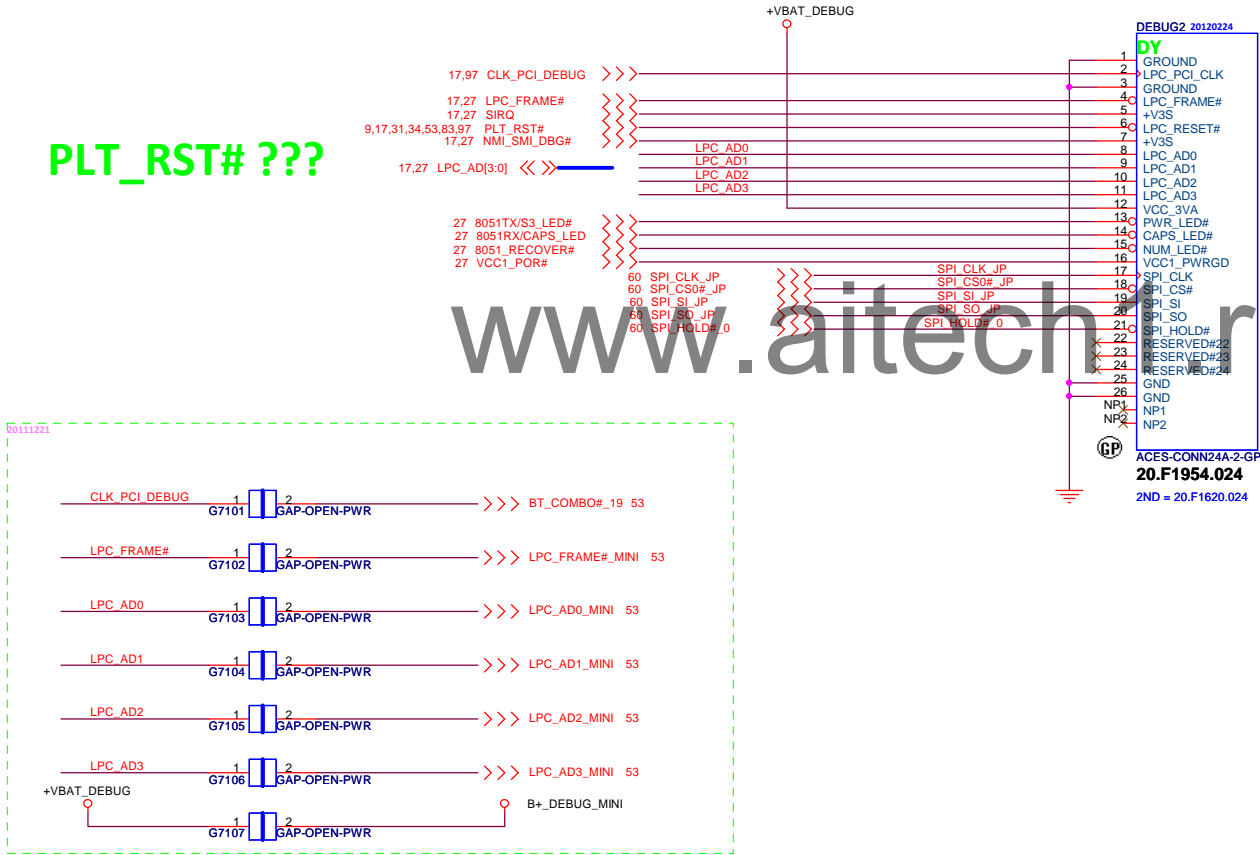 +VBAT_DEBUG
DEBUG2 20120224
DY
17,97 CLK_PCI_DEBUG
17,27 LPC_FRAME#
17,27 SIRQ
9,17,31,34,53,83,97 PLT_RST#
17,27 NMI_SMI_DBG#
17,27 LPC_AD[3:0]
PLT_RST# ???
LPC_AD0
LPC_AD1
LPC_AD2
LPC_AD3
27 8051TX/S3_LED#
27 8051RX/CAPS_LED
27 8051_RECOVER#
27 VCC1_POR#
60 SPI_CLK_JP
60 SPI_CS0#_JP
60 SPI_SI_JP
60 SPI_SO_JP
60 SPI_HOLD#_0
SPI_CLK_JP
SPI_CS0#_JP
SPI_SI_JP
SPI_SO_JP
SPI_HOLD#_0
1 GROUND
2 LPC_PCI_CLK
3 GROUND
4 LPC_FRAME#
5 +V3S
6 LPC_RESET#
7 +V3S
8 LPC_AD0
9 LPC_AD1
10 LPC_AD2
11 LPC_AD3
12 VCC_3VA
13 PWR_LED#
14 CAPS_LED#
15 NUM_LED#
16 VCC1_PWRGD
17 SPI_CLK
18 SPI_CS#
19 SPI_SI
20 SPI_SO
21 SPI_HOLD#
22 RESERVED#22
23 RESERVED#23
24 RESERVED#24
25 GND
26 GND
NP1 NP1
NP2 NP2
GP
ACES-CONN24A-2-GP
20.F1954.024
2ND = 20.F1620.024
www.aitech1.r
20111221
CLK_PCI_DEBUG 1 2 BT_COMBO#_19 53
G7101 GAP-OPEN-PWR
LPC_FRAME# 1 2 LPC_FRAME#_MINI 53
G7102 GAP-OPEN-PWR
LPC_AD0 1 2 LPC_AD0_MINI 53
G7103 GAP-OPEN-PWR
LPC_AD1 1 2 LPC_AD1_MINI 53
G7104 GAP-OPEN-PWR
LPC_AD2 1 2 LPC_AD2_MINI 53
G7105 GAP-OPEN-PWR
LPC_AD3 1 2 LPC_AD3_MINI 53
G7106 GAP-OPEN-PWR
+VBAT_DEBUG 1 2 B+_DEBUG_MINI
G7107 GAP-OPEN-PWR